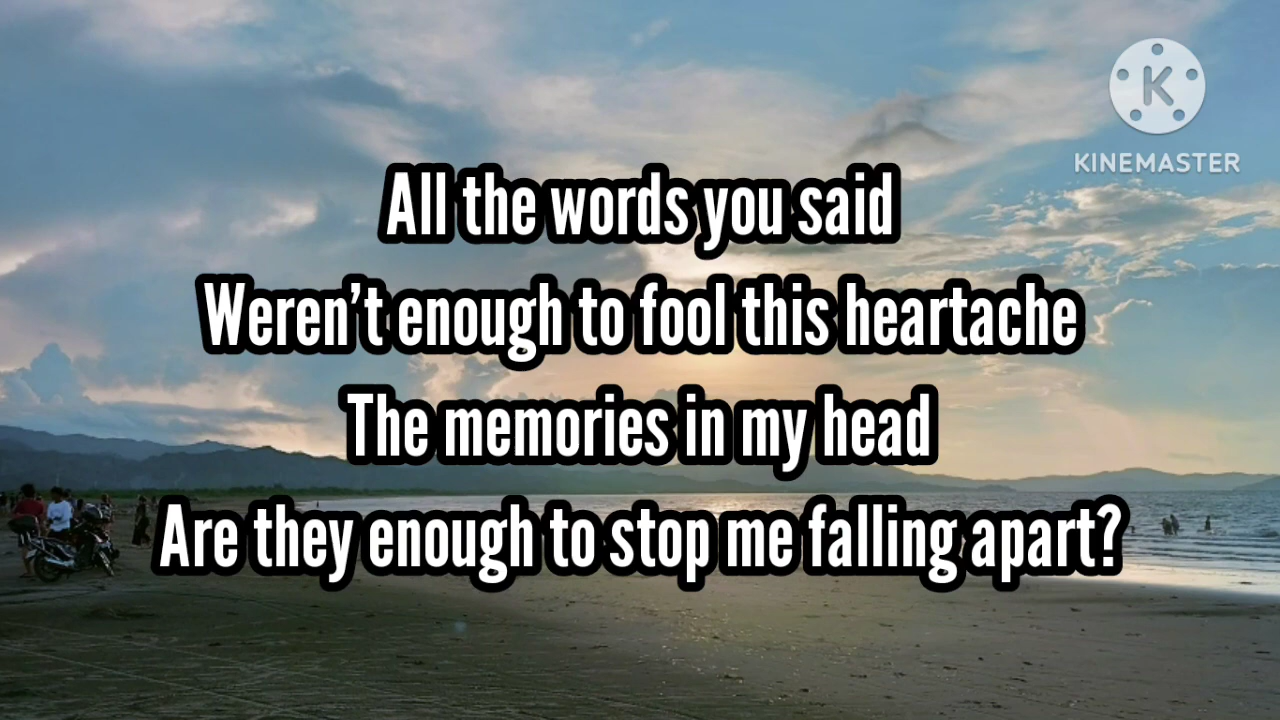 K
KINEMASTER
All the words you said
Weren’t enough to fool this heartache
The memories in my head
Are they enough to stop me falling apart?